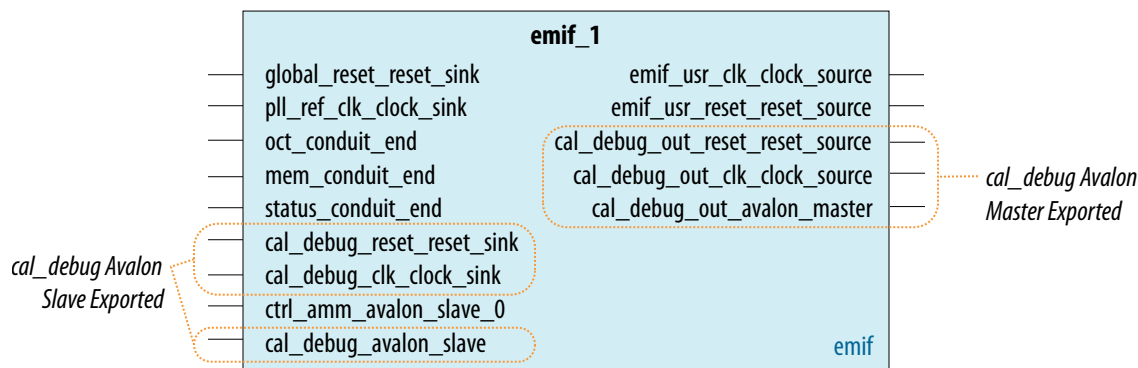 emif_1
global_reset_reset_sink
pll_ref_clk_clock_sink
oct_conduit_end
mem_conduit_end
status_conduit_end
cal_debug_reset_reset_sink
cal_debug_clk_clock_sink
ctrl_amm_avalon_slave_0
cal_debug_avalon_slave
emif_usr_clk_clock_source
emif_usr_reset_reset_source
cal_debug_out_reset_reset_source
cal_debug_out_clk_clock_source
cal_debug_out_avalon_master
emif
cal_debug Avalon
Slave Exported
cal_debug Avalon
Master Exported